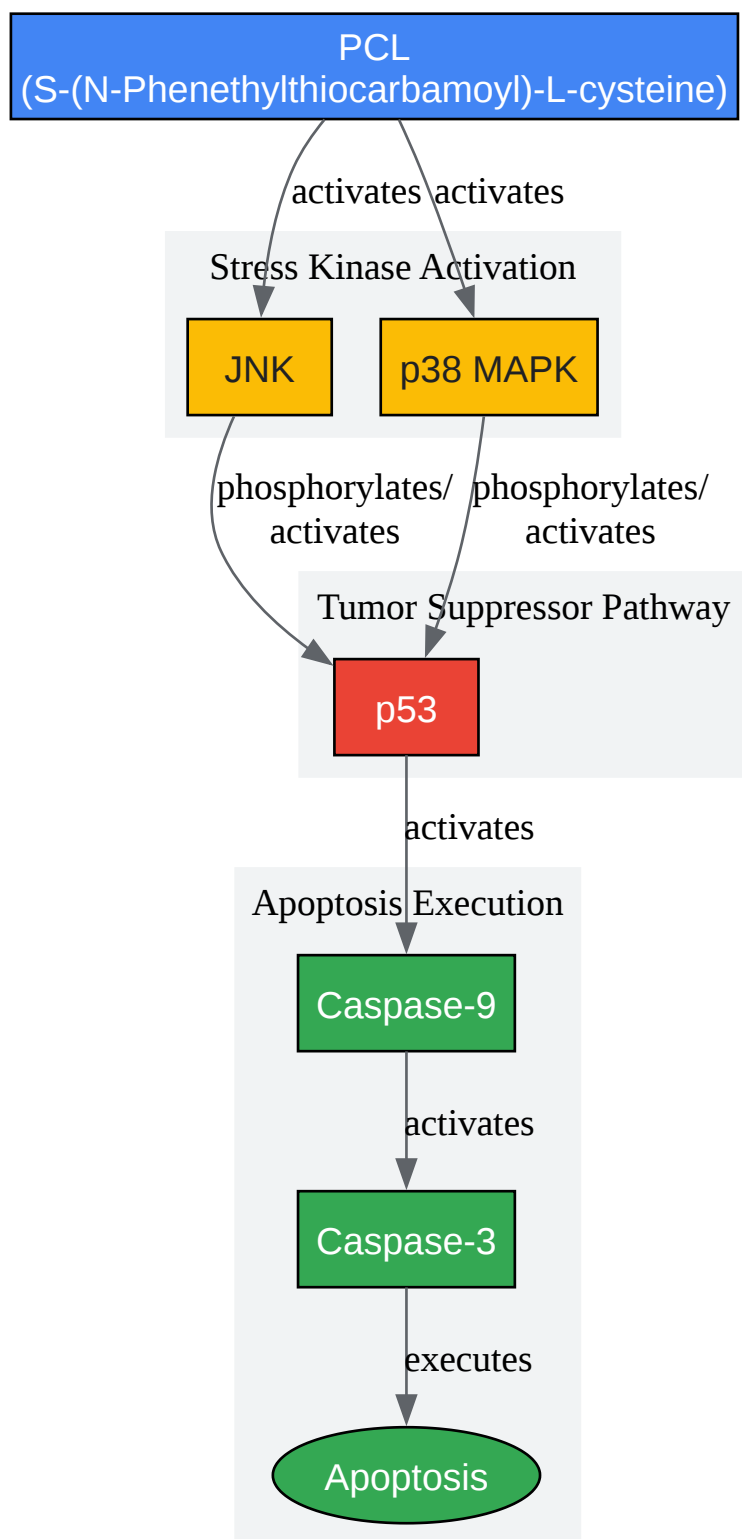 PCL
(S-(N-Phenethylthiocarbamoyl)-L-cysteine)
activates
activates
Stress Kinase Activation
JNK
p38 MAPK
phosphorylates/
activates
phosphorylates/
activates
Tumor Suppressor Pathway
p53
activates
Apoptosis Execution
Caspase-9
activates
Caspase-3
executes
Apoptosis